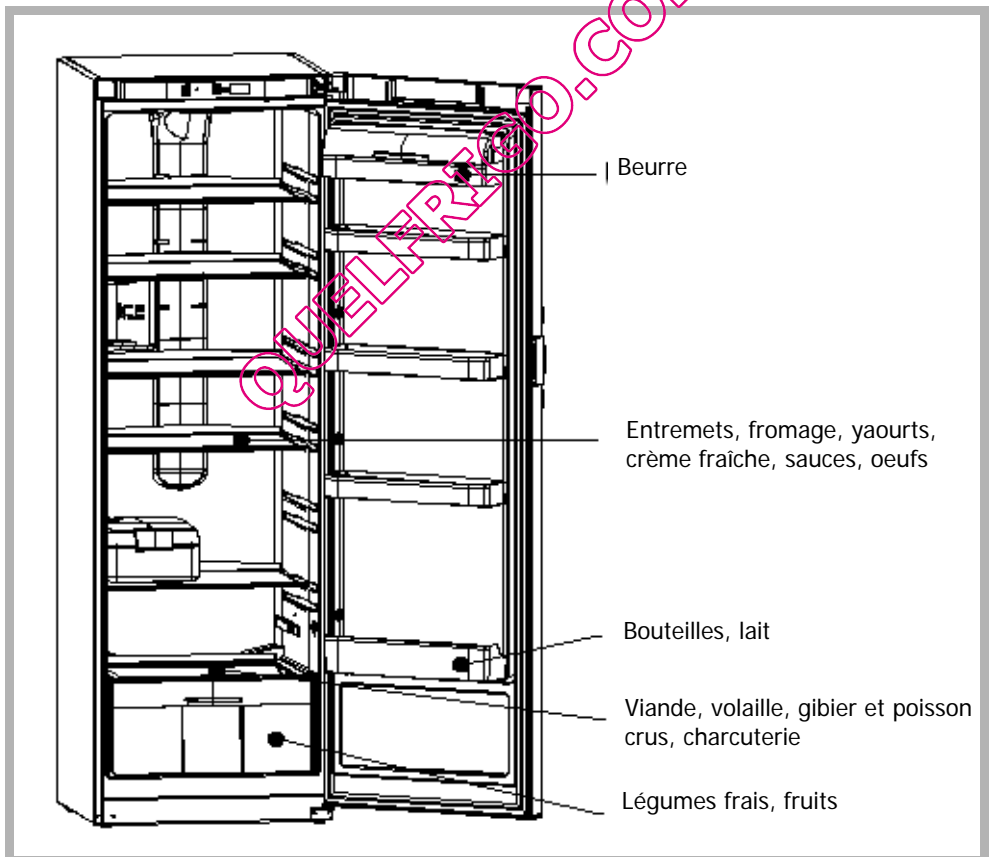 QUELFRIGO.CO
Beurre
Entremets, fromage, yaourts,
crème fraîche, sauces, oeufs
Bouteilles, lait
Viande, volaille, gibier et poisson
crus, charcuterie
Légumes frais, fruits